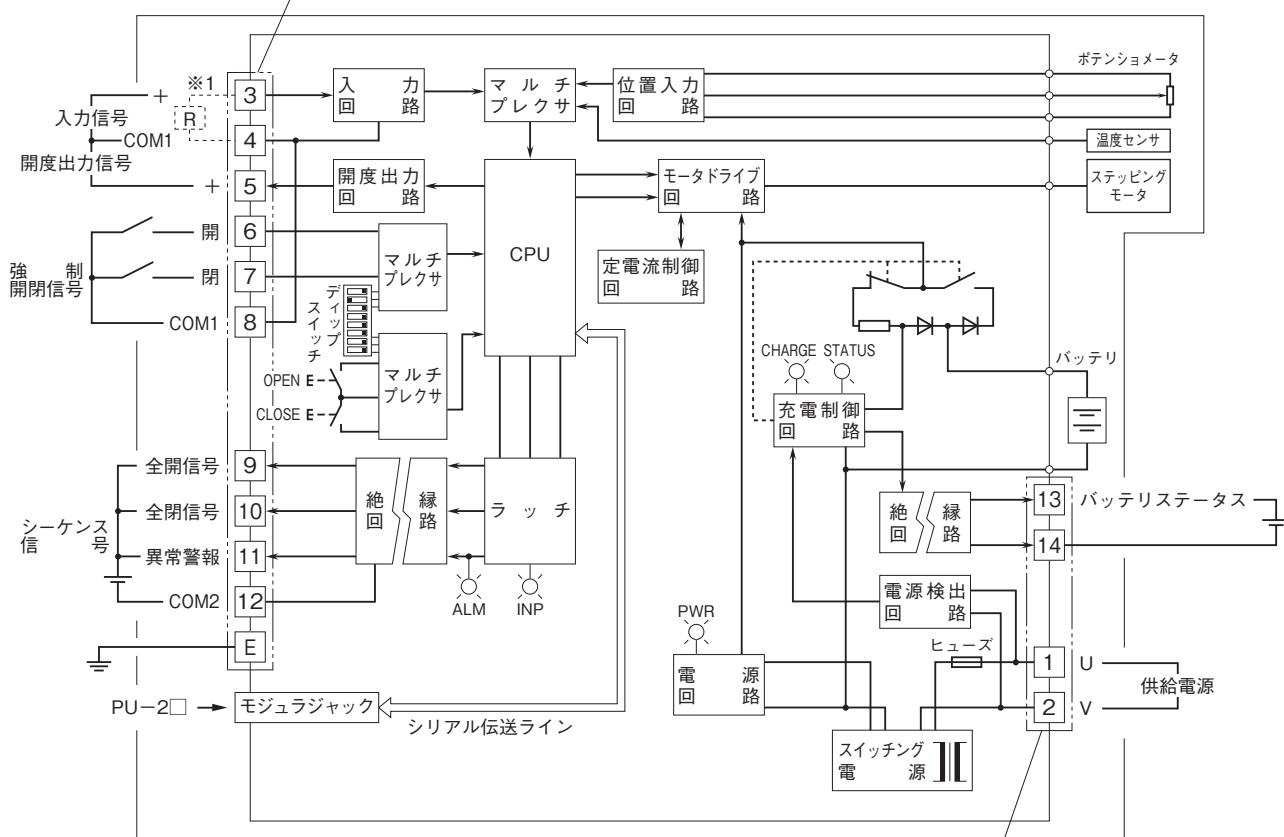 ※1
3
+
入力信号
R
COM1
4
開度出力信号
+
5
開
6
閉
7
強制
開閉信号
COM1
8
入力
回路
マルチ
プレクサ
位置入力
回路
ポテンショメータ
温度センサ
開度出力
回路
CPU
モータドライブ
回路
ステッピング
モータ
マルチ
プレクサ
定電流制御
回路
ディップ
スイッチ
マルチ
プレクサ
OPEN
CLOSE
CHARGE
STATUS
バッテリ
充電制御
回路
全開信号
9
全閉信号
10
シーケンス
信号
異常警報
11
COM2
12
E
絶縁
回路
ラッチ
ALM
INP
絶縁
回路
13
バッテリステータス
14
電源検出
回路
PWR
ヒューズ
電源
回路
1
U
供給電源
2
V
PU-2□
モジュラジャック
シリアル伝送ライン
スイッチング
電源